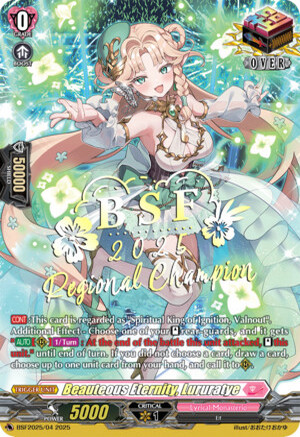 0
GRADE
BOOST
OVER
50000
SHIELD
BSF
2025
Regional Champion
CONT This card is regarded as "Spiritual King of Ignition, Valnout".
Additional Effect - Choose one of your rear-guards, and it gets
"AUTO 1/Turn : At the end of the battle this unit attacked, this
unit." until end of turn. If you did not choose a card, draw a card,
choose up to one unit card from your hand, and call it to
TRIGGER UNIT
Beauteous Eternity, Lururatye
POWER 5000
CRITICAL 1
Lyrical Monasterio
Elf
BSF2025/04 2025